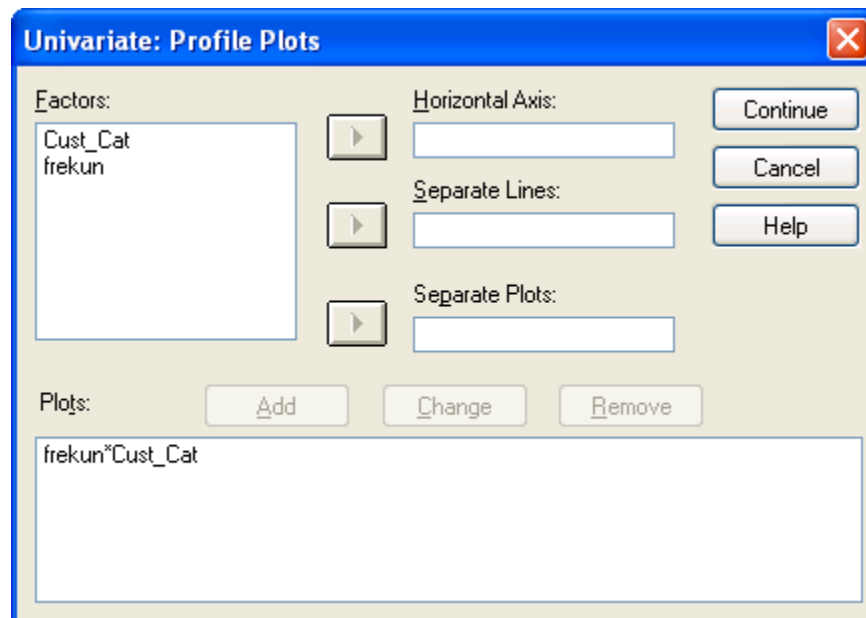 Univariate: Profile Plots
Factors:
Cust_Cat
frekun
Horizontal Axis:
Separate Lines:
Separate Plots:
Continue
Cancel
Help
Plots:
Add
Change
Remove
frekun*Cust_Cat